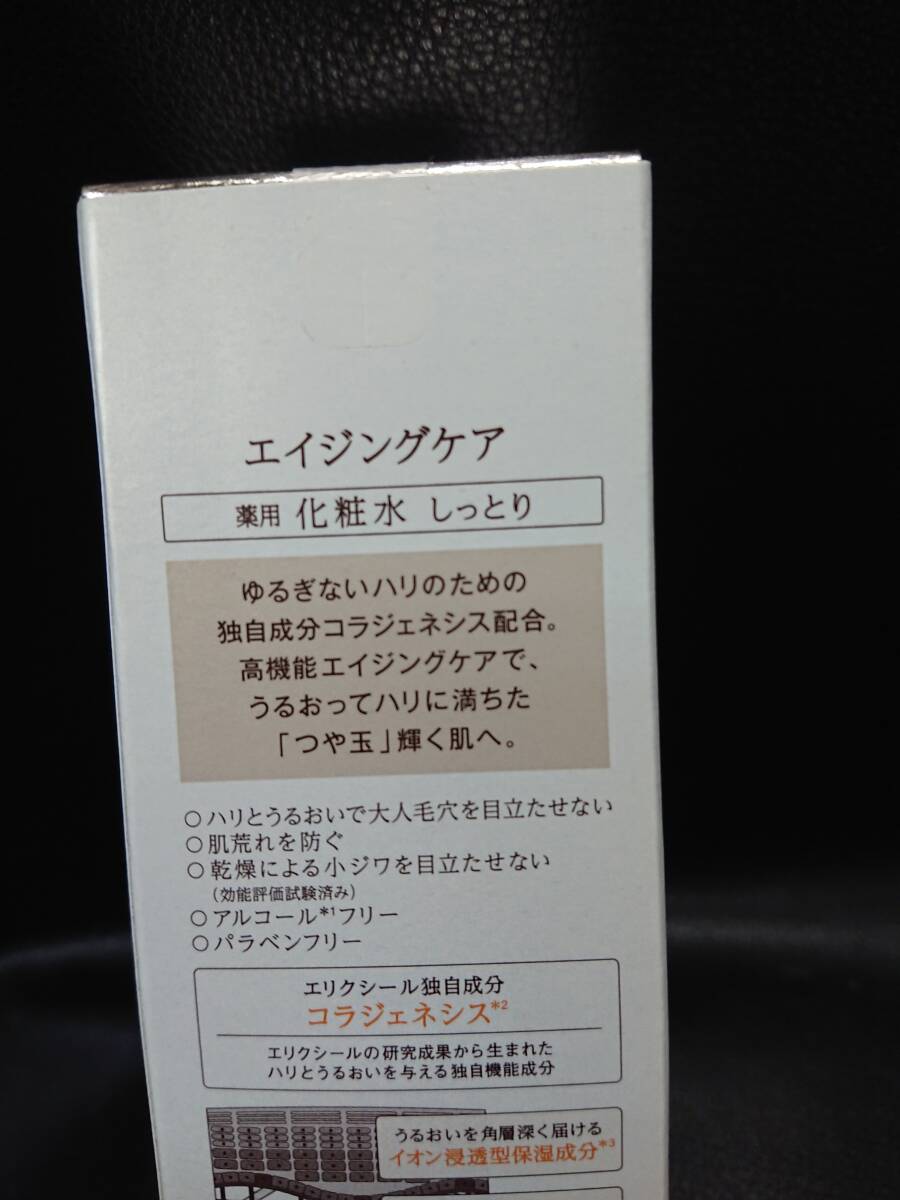 エイジングケア
薬用 化粧水 しっとり
ゆるぎないハリのための
独自成分コラジェネシス配合。
高機能エイジングケアで、
うるおってハリに満ちた
「つや玉」輝く肌へ。
○ハリとうるおいで大人毛穴を目立たせない
○肌荒れを防ぐ
○乾燥による小ジワを目立たせない
(効能評価試験済み)
○アルコール*1フリー
○パラベンフリー
エリクシール独自成分
コラジェネシス*2
エリクシールの研究成果から生まれた
ハリとうるおいを与える独自機能成分
うるおいを角層深く届ける
イオン浸透型保湿成分*3